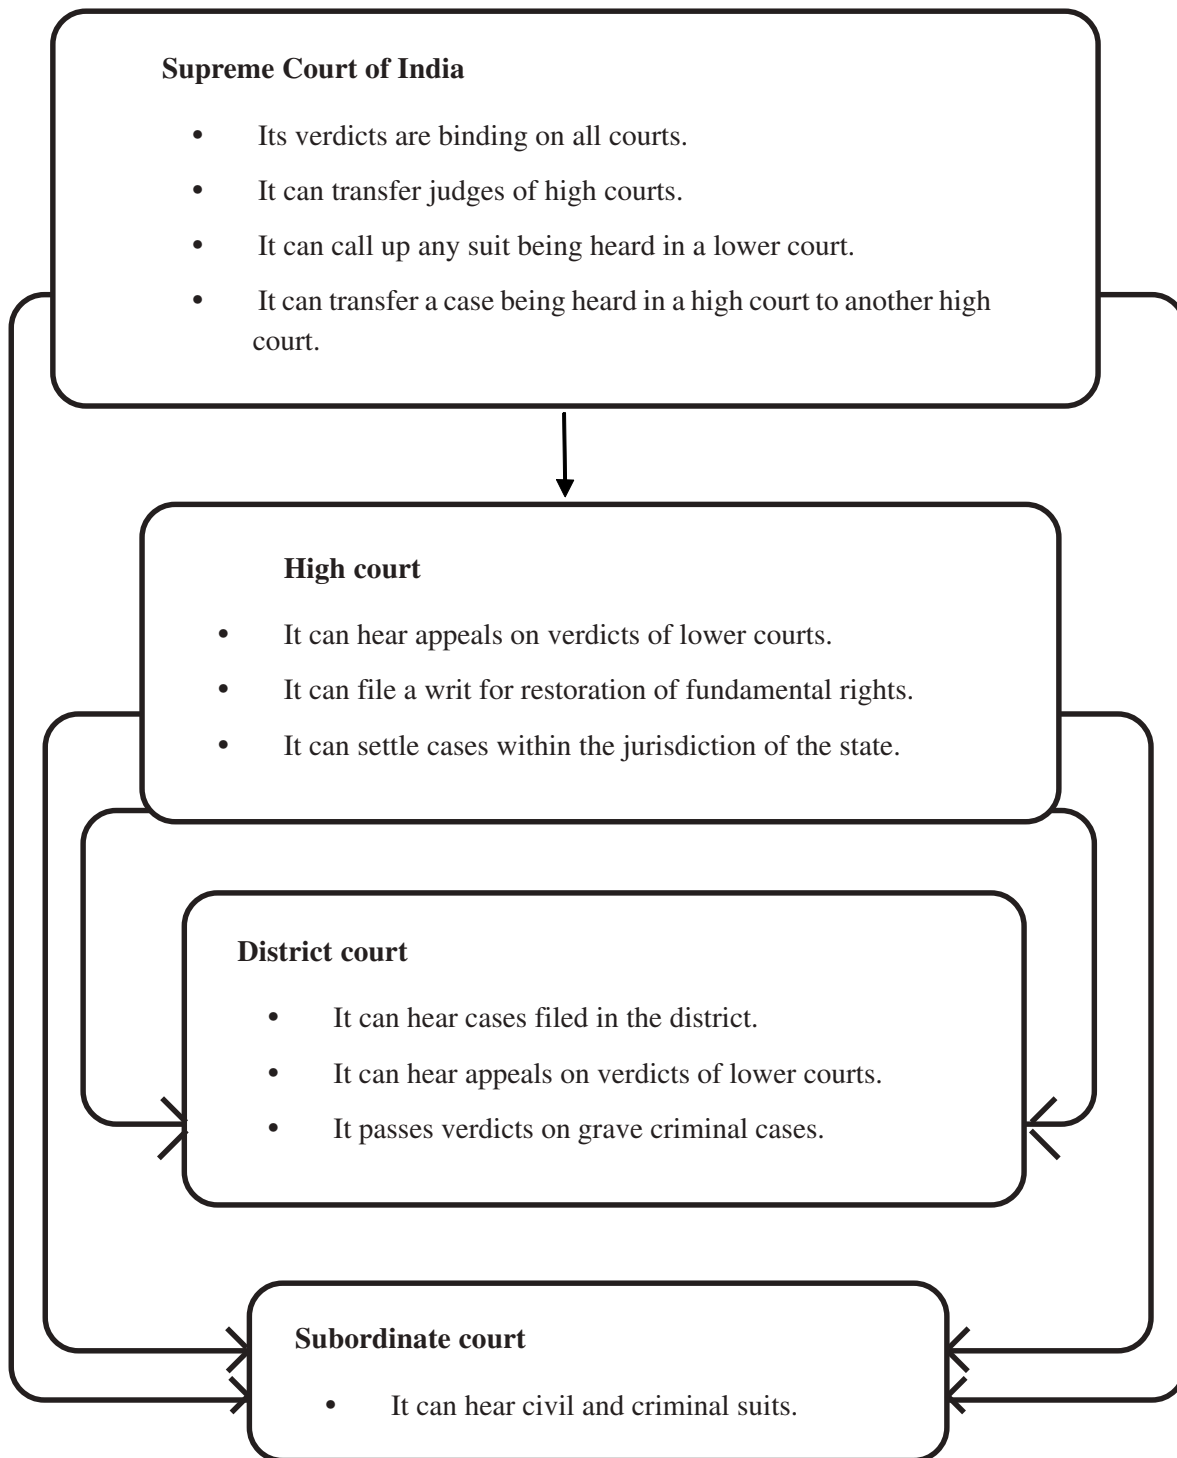 Supreme Court of India
• Its verdicts are binding on all courts.
• It can transfer judges of high courts.
• It can call up any suit being heard in a lower court.
• It can transfer a case being heard in a high court to another high
court.
High court
• It can hear appeals on verdicts of lower courts.
• It can file a writ for restoration of fundamental rights.
• It can settle cases within the jurisdiction of the state.
District court
• It can hear cases filed in the district.
• It can hear appeals on verdicts of lower courts.
• It passes verdicts on grave criminal cases.
Subordinate court
• It can hear civil and criminal suits.